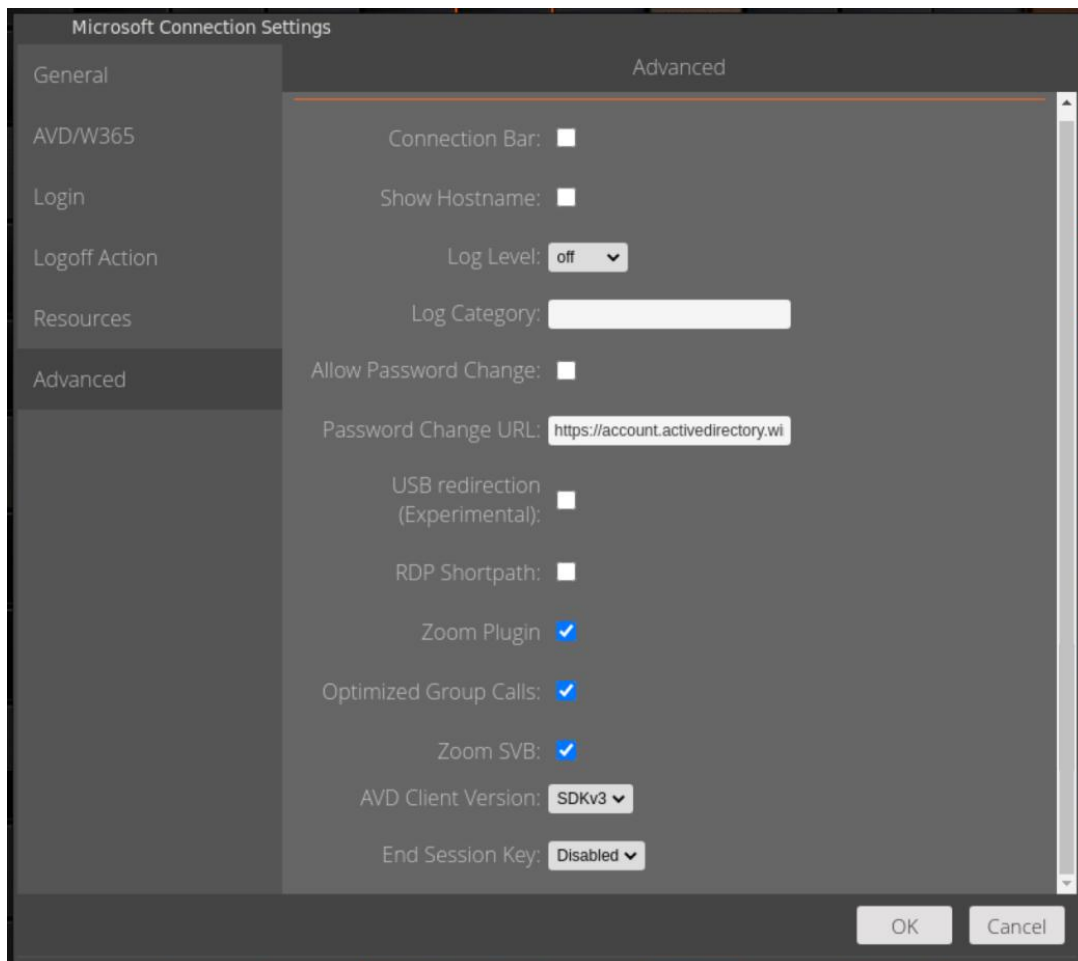 Microsoft Connection Settings
General
AVD/W365
Login
Logoff Action
Resources
Advanced
Advanced
Connection Bar:
Show Hostname:
Log Level: off
Log Category:
Allow Password Change:
Password Change URL: https://account.activedirectory.wi
USB redirection
(Experimental):
RDP Shortpath:
Zoom Plugin
Optimized Group Calls:
Zoom SVB:
AVD Client Version: SDKv3
End Session Key: Disabled
OK Cancel